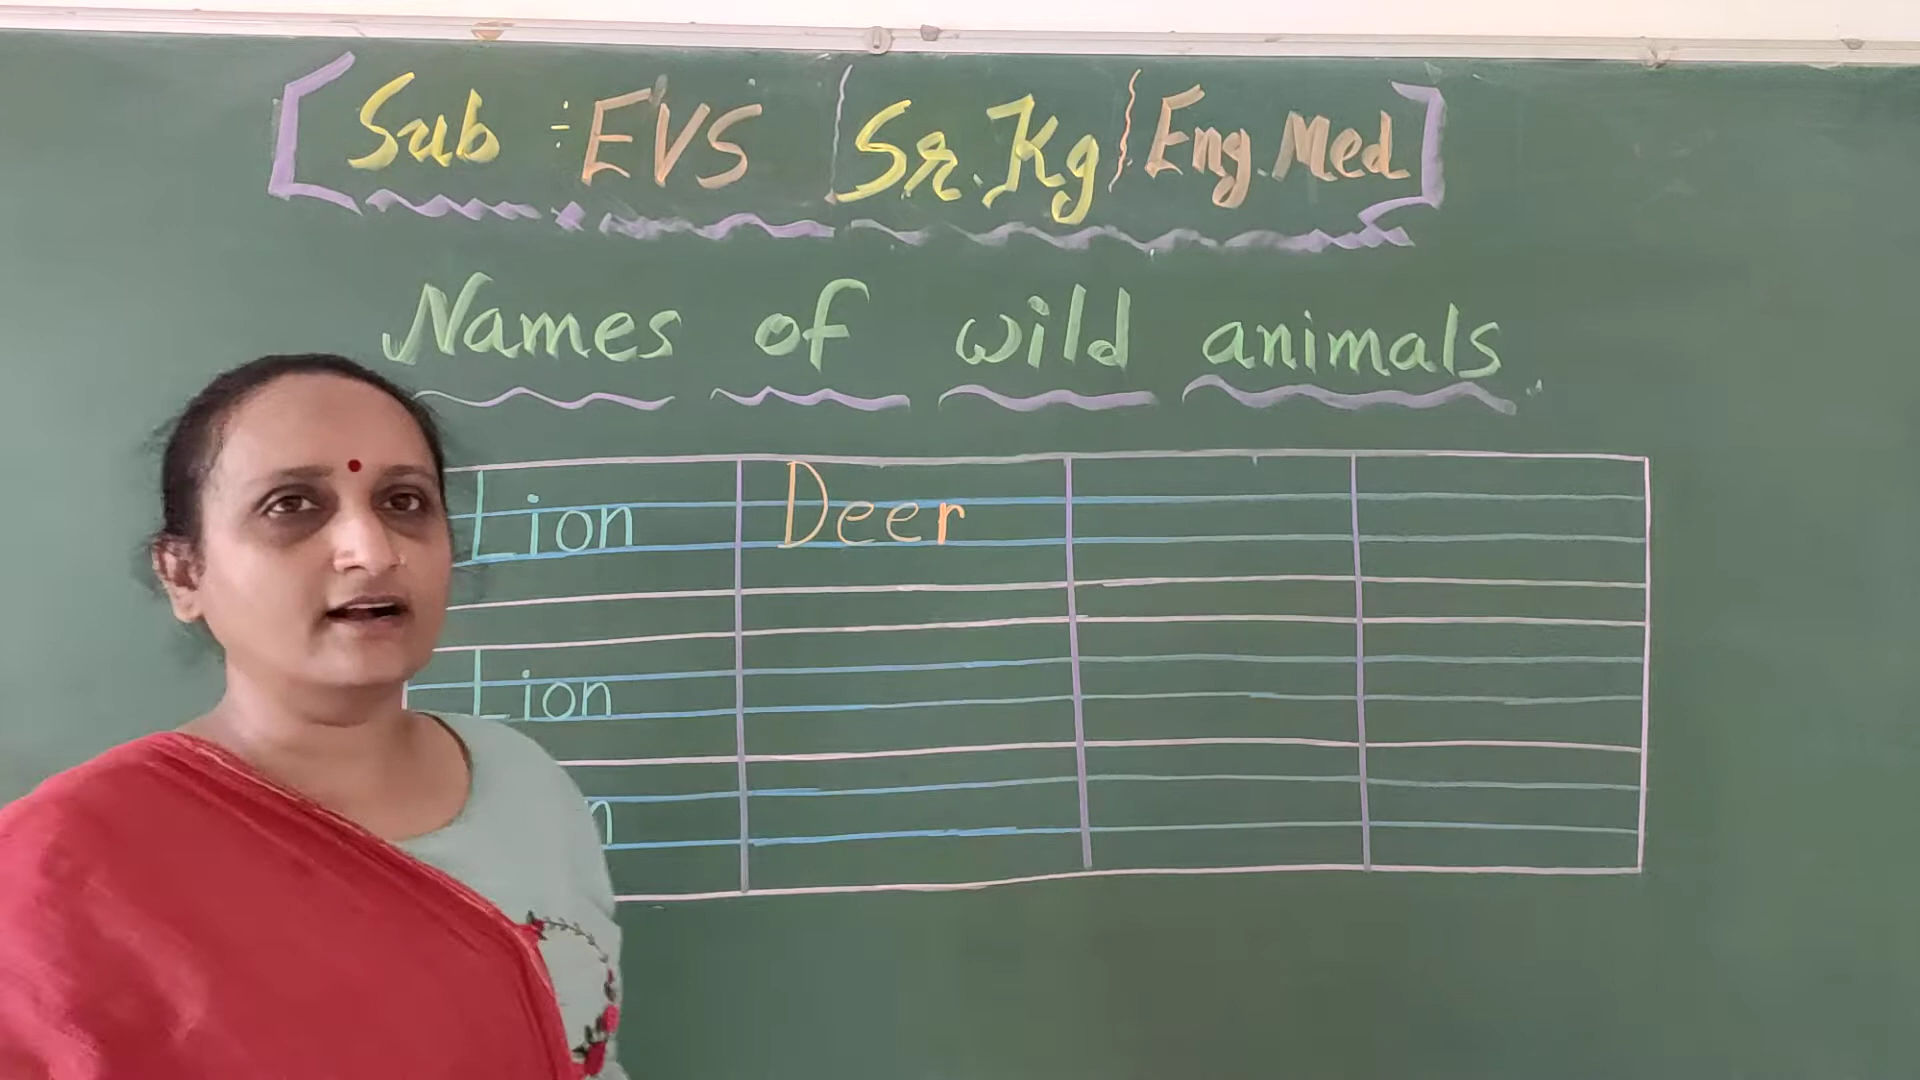 [Sub :- EVS | Sr. Kg | Eng. Med]
Names of wild animals.
Lion Deer
Lion